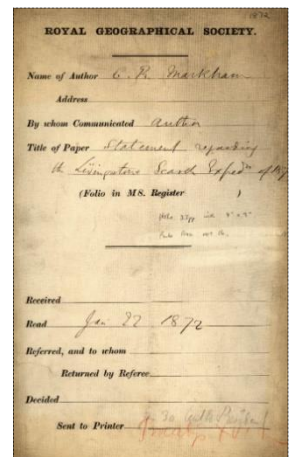 1872
ROYAL GEOGRAPHICAL SOCIETY.
Name of Author C. R. Markham
Address
By whom Communicated Author
Title of Paper Statement regarding
the Livingstone Search Expedn of
(Folio in MS. Register )
Received
Read Jan 22 1872
Referred, and to whom
Returned by Referee
Decided
Sent to Printer